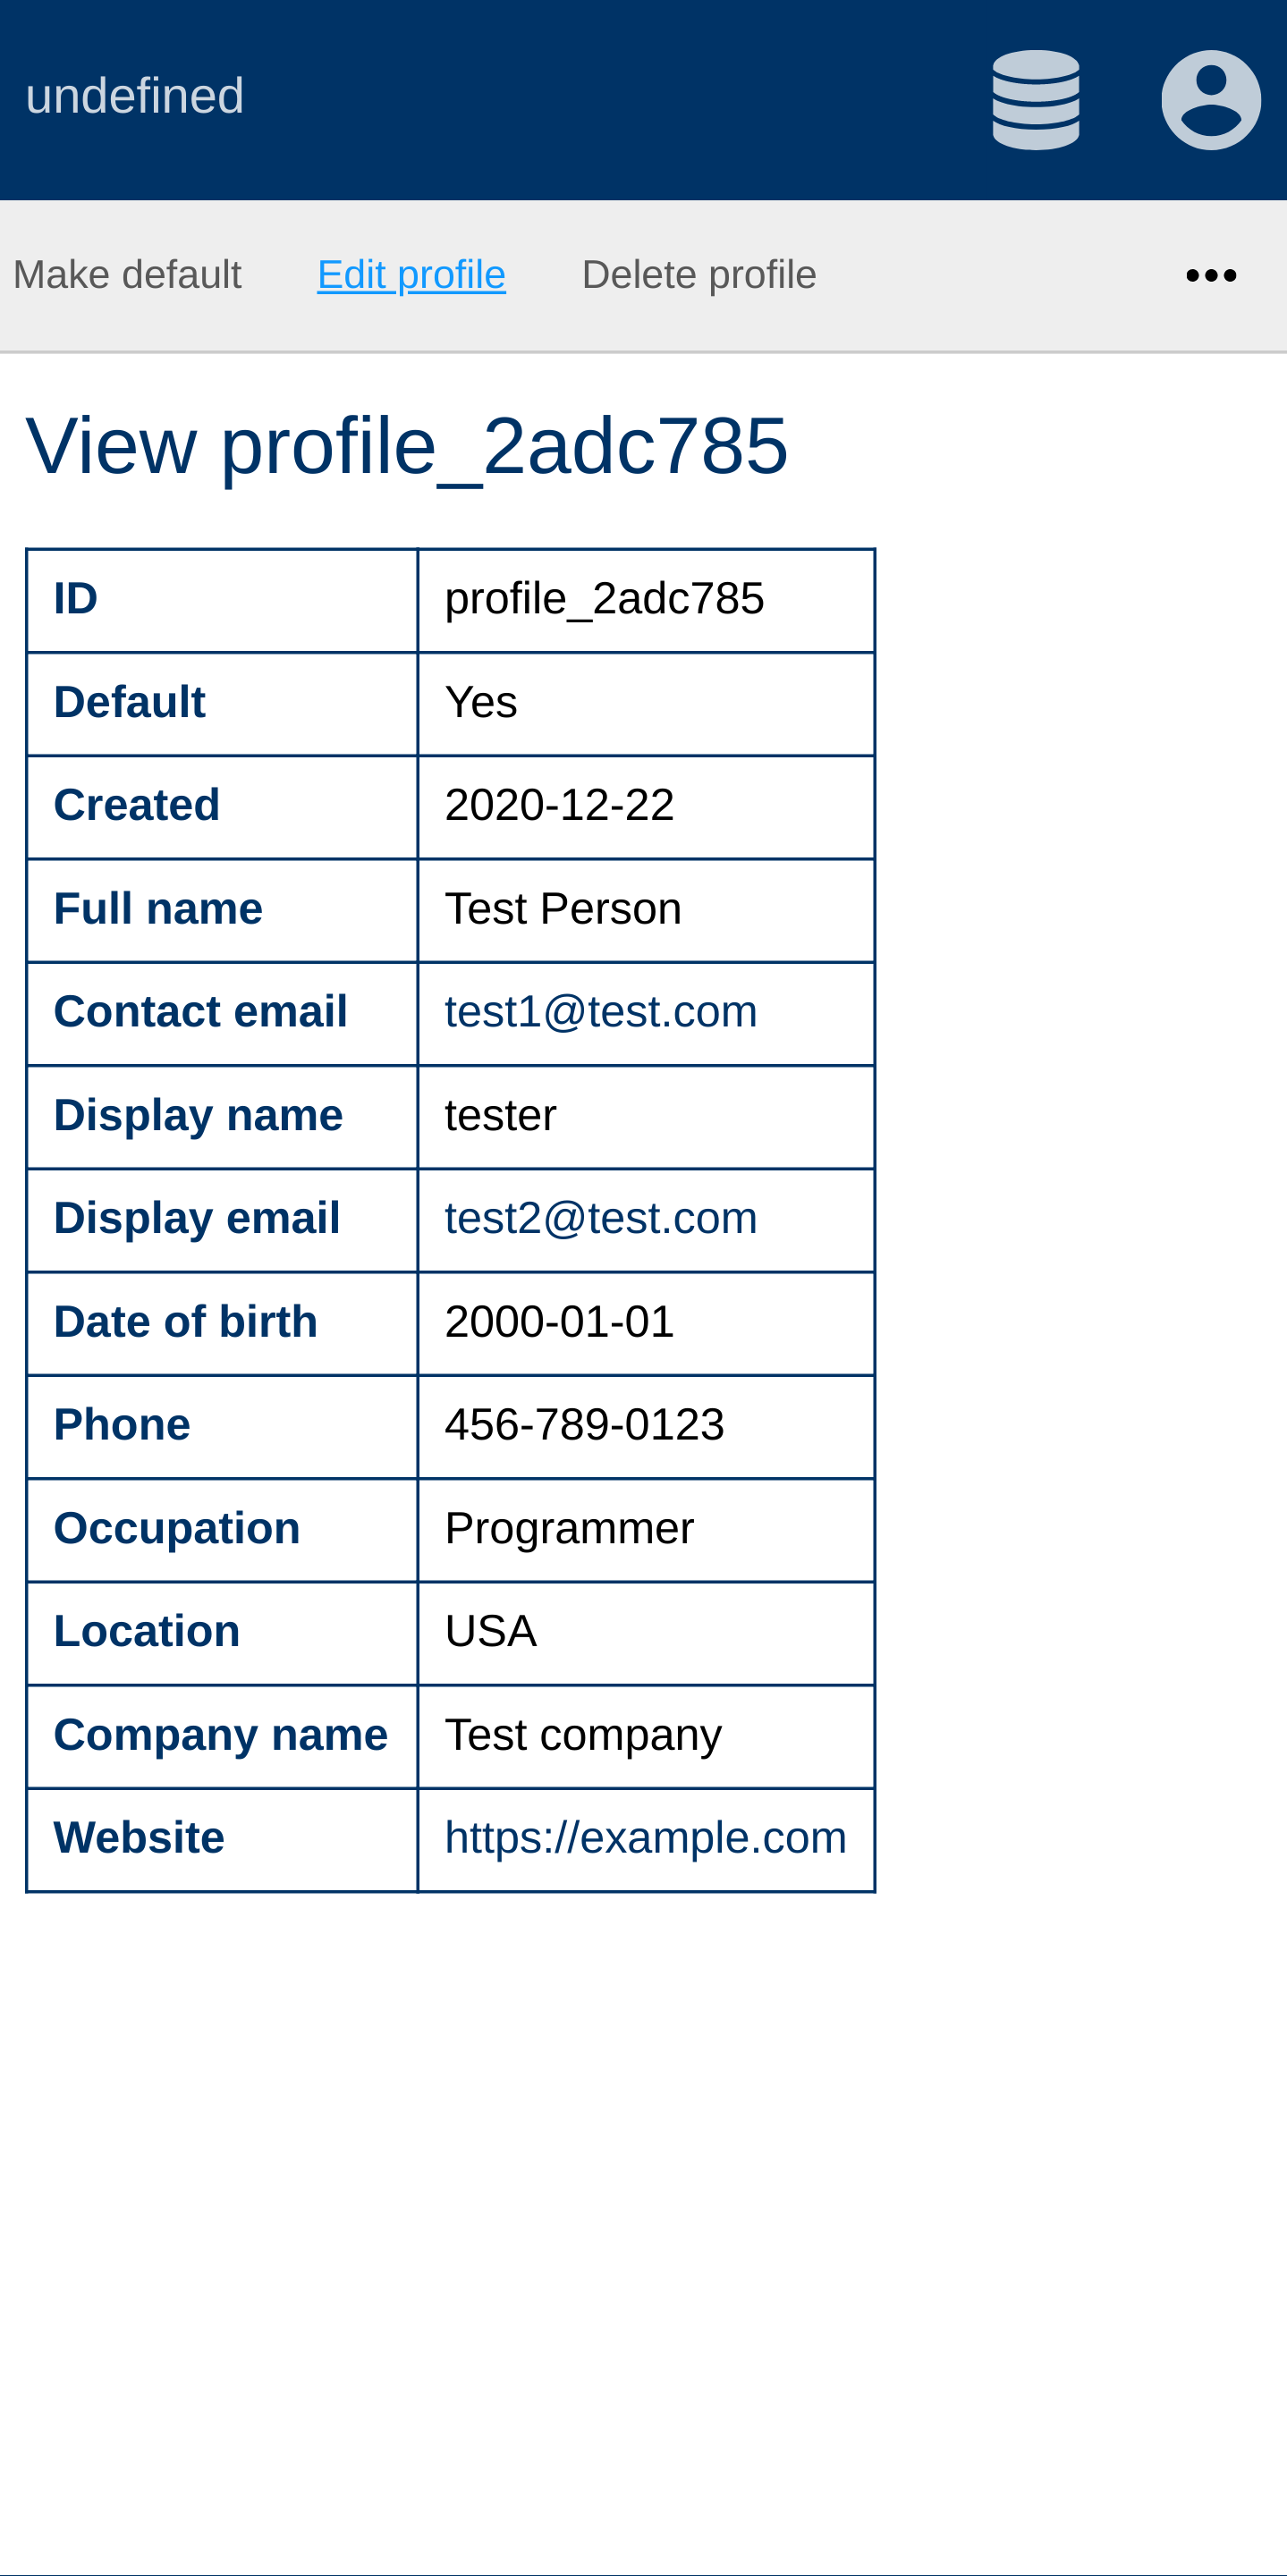 undefined
Make default Edit profile Delete profile
View profile_2adc785
ID profile_2adc785
Default Yes
Created 2020-12-22
Full name Test Person
Contact email test1@test.com
Display name tester
Display email test2@test.com
Date of birth 2000-01-01
Phone 456-789-0123
Occupation Programmer
Location USA
Company name Test company
Website https://example.com